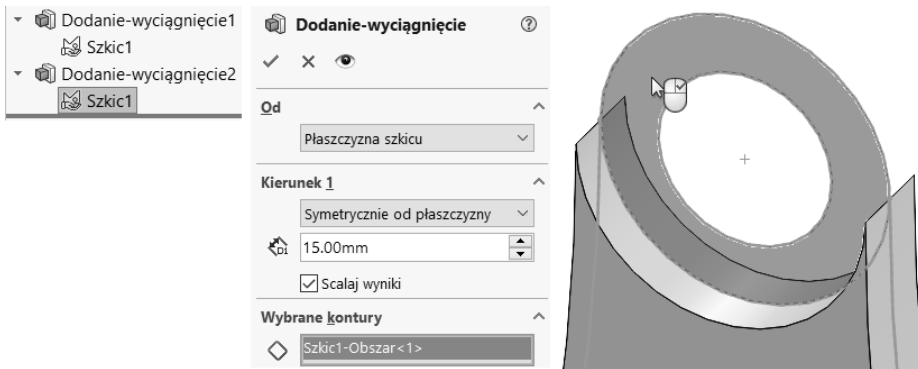 Dodanie-wyciągnięcie1
Szkic1
Dodanie-wyciągnięcie2
Szkic1
Dodanie-wyciągnięcie
Od
Płaszczyzna szkicu
Kierunek 1
Symetrycznie od płaszczyzny
D1
15.00mm
Scalaj wyniki
Wybrane kontury
Szkic1-Obszar<1>